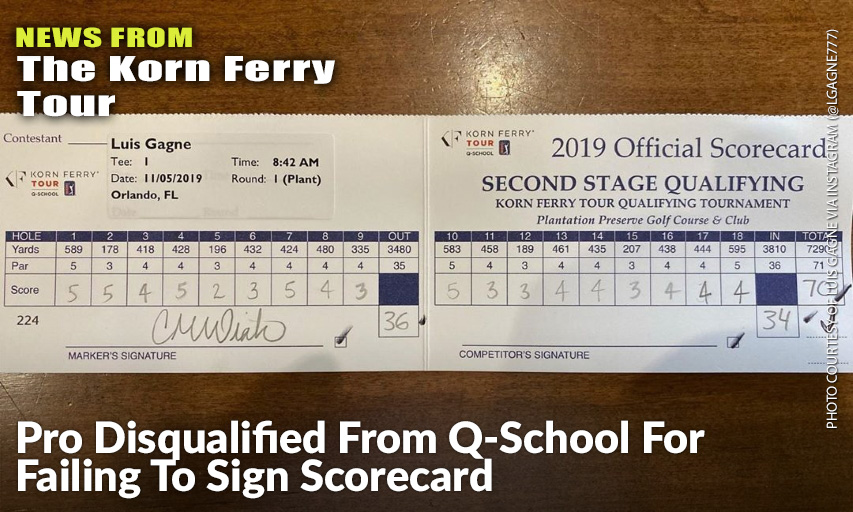 NEWS FROM
The Korn Ferry
Tour
Contestant
Luis Gagne
Tee: 1 Time: 8:42 AM
Date: 11/05/2019 Round: 1 (Plant)
Orlando, FL
KF KORN FERRY
TOUR
Q-SCHOOL
KF KORN FERRY
TOUR
Q-SCHOOL
2019 Official Scorecard
SECOND STAGE QUALIFYING
KORN FERRY TOUR QUALIFYING TOURNAMENT
Plantation Preserve Golf Course & Club
HOLE 1 2 3 4 5 6 7 8 9 OUT
Yards 589 178 418 428 196 432 424 480 335 3480
Par 5 3 4 4 3 4 4 4 4 35
Score 5 5 4 5 2 3 5 4 3
224 36
MARKER'S SIGNATURE
10 11 12 13 14 15 16 17 18 IN TOTAL
583 458 189 461 435 207 438 444 595 3810 7290
5 4 3 4 4 3 4 4 5 36 71
5 3 3 4 4 3 4 4 4 70
34
COMPETITOR'S SIGNATURE
PHOTO COURTESY OF LUIS GAGNE VIA INSTAGRAM (@LGAGNE777)
Pro Disqualified From Q-School For
Failing To Sign Scorecard